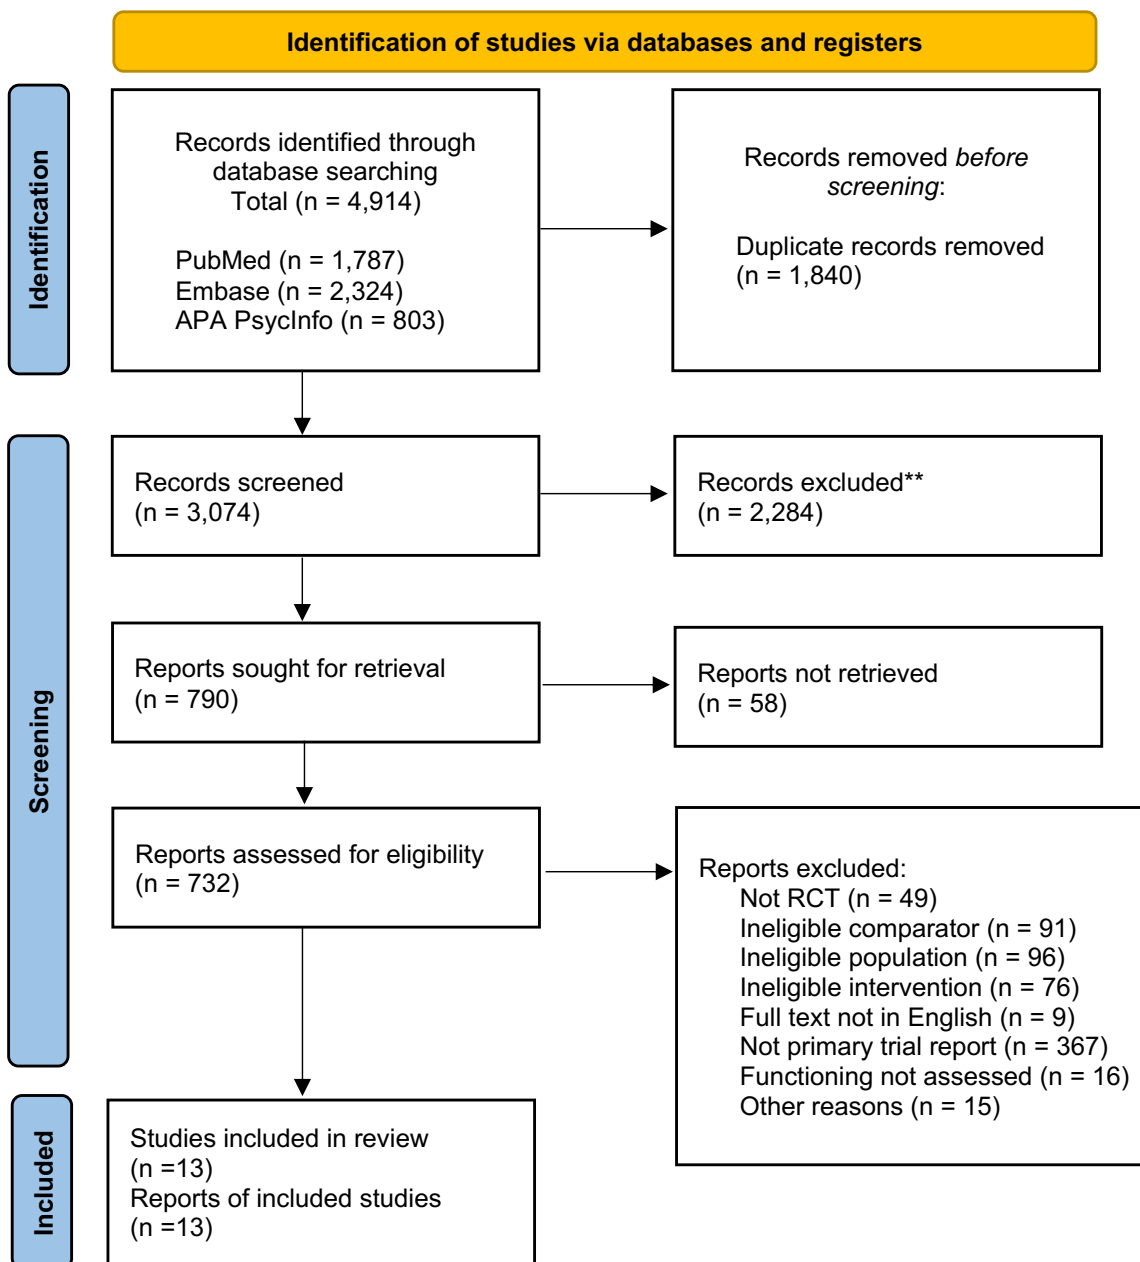 Identification of studies via databases and registers
Identification
Records identified through
database searching
Total (n = 4,914)
PubMed (n = 1,787)
Embase (n = 2,324)
APA PsycInfo (n = 803)
Records removed before
screening:
Duplicate records removed
(n = 1,840)
Screening
Records screened
(n = 3,074)
Records excluded**
(n = 2,284)
Reports sought for retrieval
(n = 790)
Reports not retrieved
(n = 58)
Reports assessed for eligibility
(n = 732)
Reports excluded:
Not RCT (n = 49)
Ineligible comparator (n = 91)
Ineligible population (n = 96)
Ineligible intervention (n = 76)
Full text not in English (n = 9)
Not primary trial report (n = 367)
Functioning not assessed (n = 16)
Other reasons (n = 15)
Included
Studies included in review
(n =13)
Reports of included studies
(n =13)